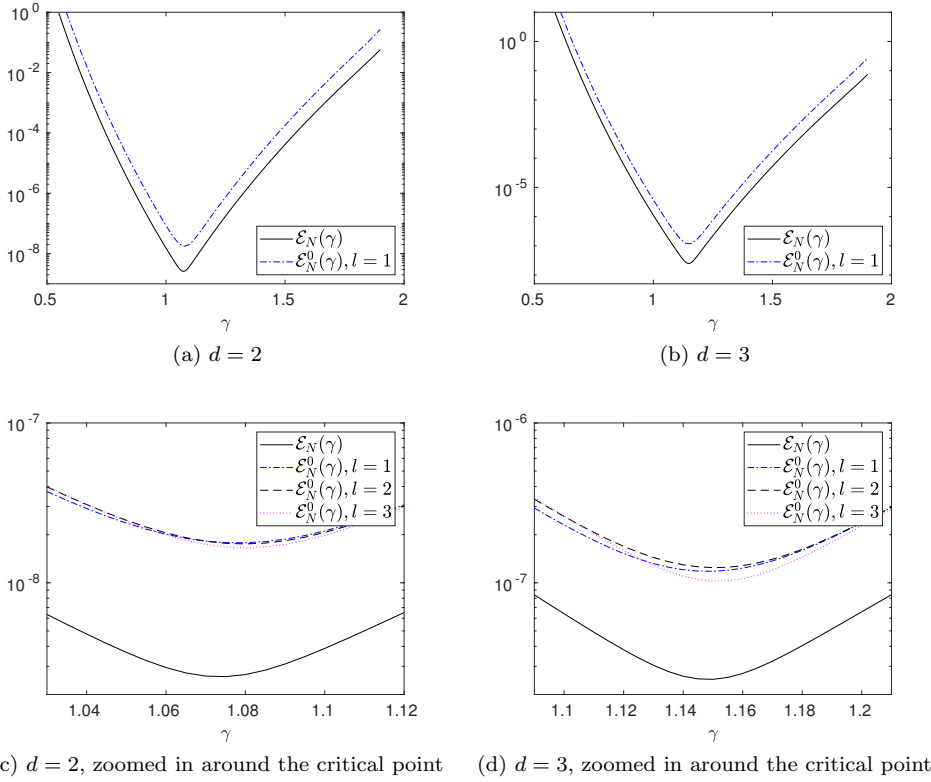 10^0
10^-2
10^-4
10^-6
10^-8
0.5 1 1.5 2
γ
ℰ_N(γ)
ℰ_N^0(γ), l = 1
(a) d = 2
10^0
10^-5
0.5 1 1.5 2
γ
ℰ_N(γ)
ℰ_N^0(γ), l = 1
(b) d = 3
10^-7
10^-8
1.04 1.06 1.08 1.1 1.12
γ
ℰ_N(γ)
ℰ_N^0(γ), l = 1
ℰ_N^0(γ), l = 2
ℰ_N^0(γ), l = 3
c) d = 2, zoomed in around the critical point
10^-6
10^-7
1.1 1.12 1.14 1.16 1.18 1.2
γ
ℰ_N(γ)
ℰ_N^0(γ), l = 1
ℰ_N^0(γ), l = 2
ℰ_N^0(γ), l = 3
(d) d = 3, zoomed in around the critical point